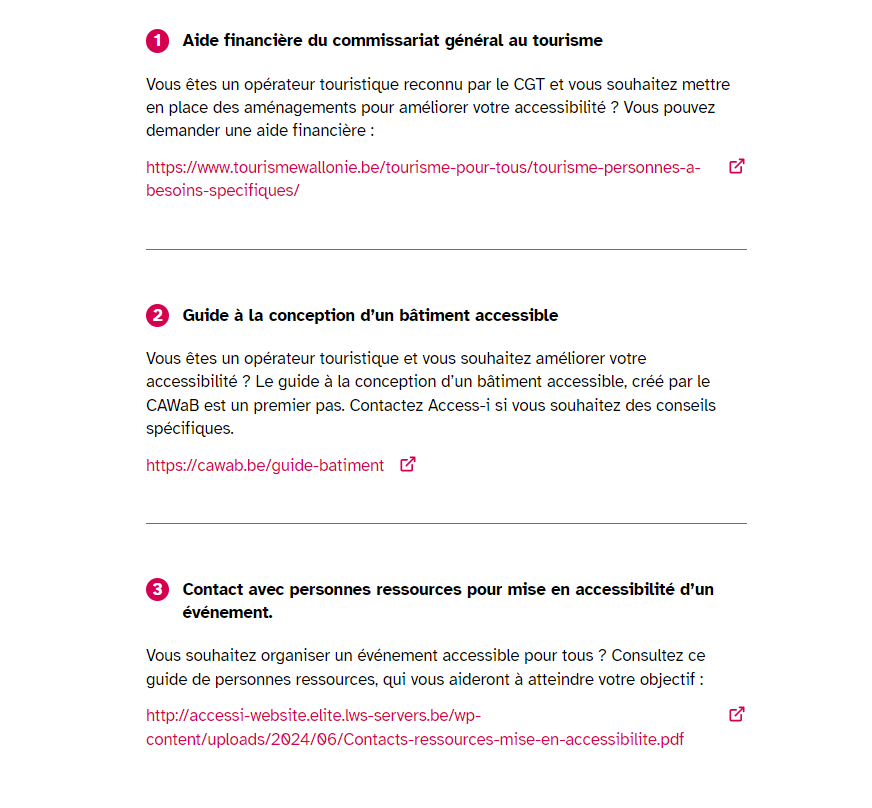 1 Aide financière du commissariat général au tourisme
Vous êtes un opérateur touristique reconnu par le CGT et vous souhaitez mettre
en place des aménagements pour améliorer votre accessibilité ? Vous pouvez
demander une aide financière :
https://www.tourismewallonie.be/tourisme-pour-tous/tourisme-personnes-a-
besoins-specifiques/
2 Guide à la conception d’un bâtiment accessible
Vous êtes un opérateur touristique et vous souhaitez améliorer votre
accessibilité ? Le guide à la conception d’un bâtiment accessible, créé par le
CAWaB est un premier pas. Contactez Access-i si vous souhaitez des conseils
spécifiques.
https://cawab.be/guide-batiment
3 Contact avec personnes ressources pour mise en accessibilité d’un
événement.
Vous souhaitez organiser un événement accessible pour tous ? Consultez ce
guide de personnes ressources, qui vous aideront à atteindre votre objectif :
http://accessi-website.elite.lws-servers.be/wp-
content/uploads/2024/06/Contacts-ressources-mise-en-accessibilite.pdf